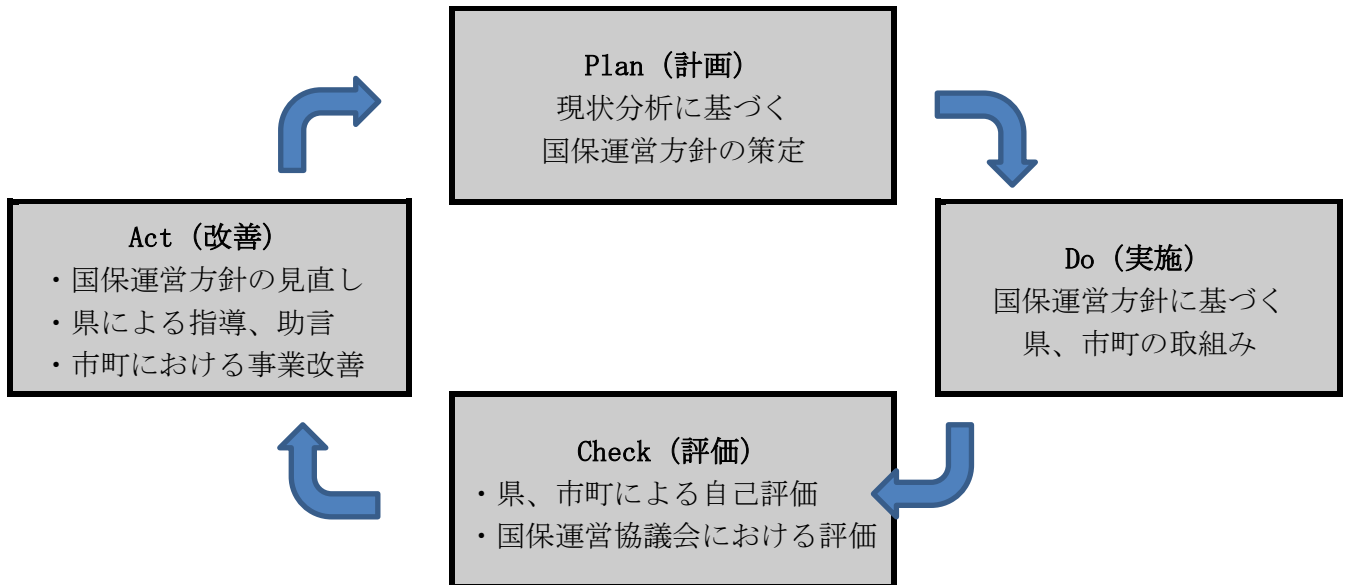 Plan (計画)
現状分析に基づく
国保運営方針の策定
Do (実施)
国保運営方針に基づく
県、市町の取組み
Check (評価)
・県、市町による自己評価
・国保運営協議会における評価
Act (改善)
・国保運営方針の見直し
・県による指導、助言
・市町における事業改善